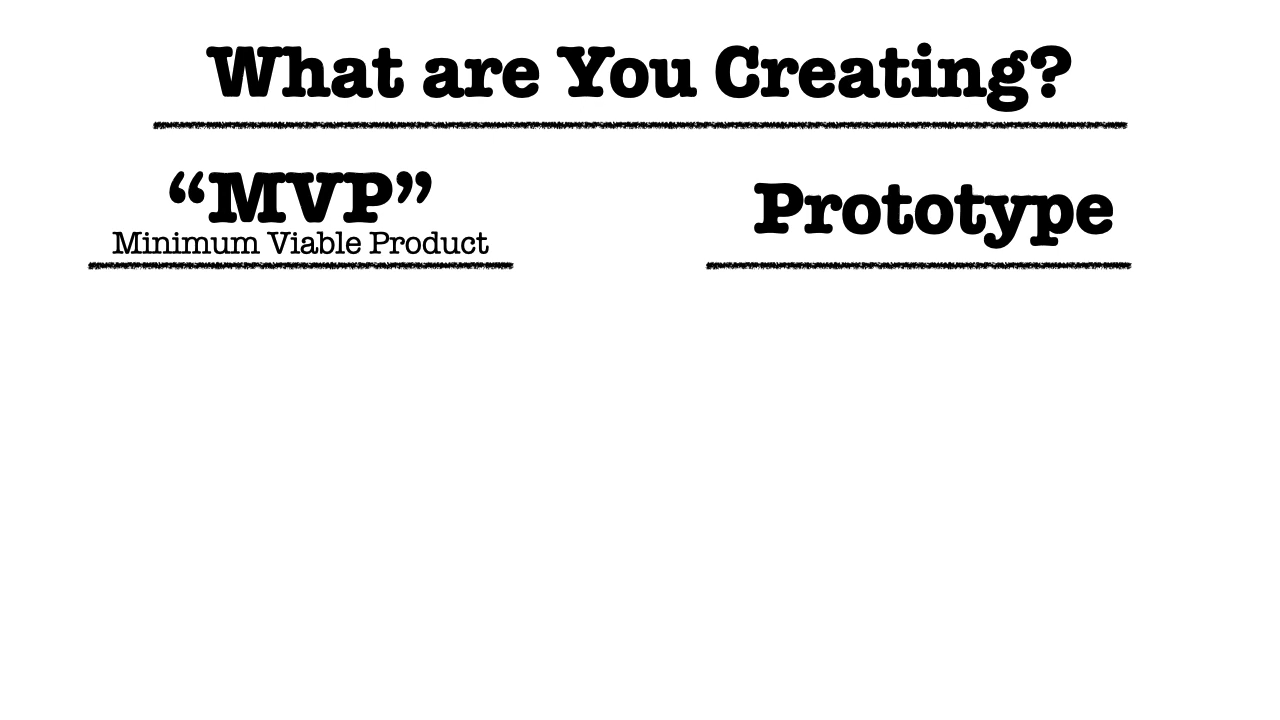 What are You Creating?
“MVP”
Minimum Viable Product
Prototype